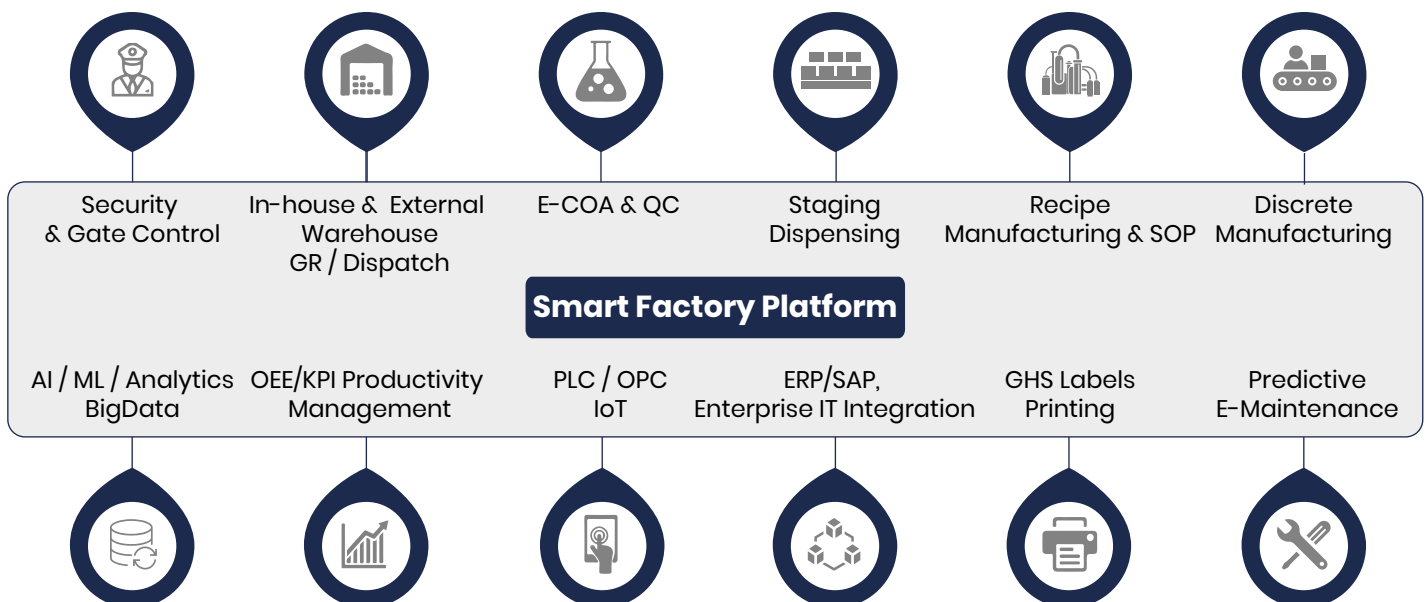 Security
& Gate Control
In-house & External
Warehouse
GR / Dispatch
E-COA & QC
Staging
Dispensing
Recipe
Manufacturing & SOP
Discrete
Manufacturing
Smart Factory Platform
AI / ML / Analytics
BigData
OEE/KPI Productivity
Management
PLC / OPC
IoT
ERP/SAP,
Enterprise IT Integration
GHS Labels
Printing
Predictive
E-Maintenance